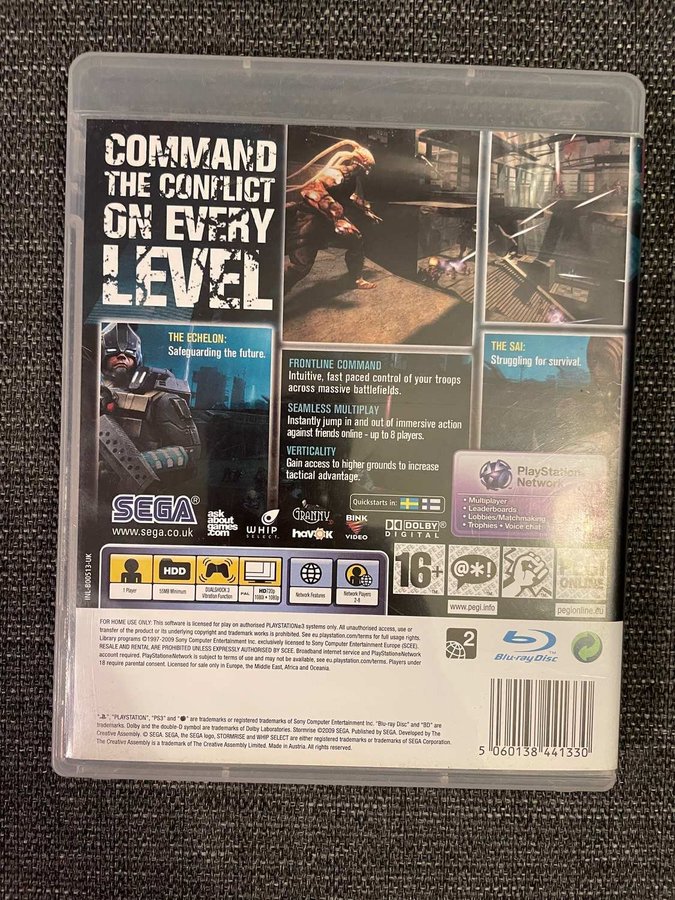 COMMAND
THE CONFLICT
ON EVERY
LEVEL
THE ECHELON:
Safeguarding the future.
THE SAI:
Struggling for survival.
FRONTLINE COMMAND
Intuitive, fast paced control of your troops
across massive battlefields.
SEAMLESS MULTIPLAY
Instantly jump in and out of immersive action
against friends online - up to 8 players.
VERTICALITY
Gain access to higher grounds to increase
tactical advantage.
PlayStation®
Network
• Multiplayer
• Leaderboards
• Lobbies/Matchmaking
• Trophies • Voice chat
Quickstarts in:
SEGA®
www.sega.co.uk
ask
about
games
.com
WHIP
SELECT.
GRANNY
havok
BINK
VIDEO
DOLBY
DIGITAL
INL-B00513-UK
1 Player
HDD
55MB Minimum
DUALSHOCK 3
Vibration Function
PAL
HD 720p
1080i • 1080p
Network Features
Network Players
2-8
16+
www.pegi.info
@*!
PEGI
ONLINE
pegionline.eu
FOR HOME USE ONLY: This software is licensed for play on authorised PLAYSTATION®3 systems only. All unauthorised access, use or
transfer of the product or its underlying copyright and trademark works is prohibited. See eu.playstation.com/terms for full usage rights.
Library programs ©1997-2009 Sony Computer Entertainment Inc. exclusively licensed to Sony Computer Entertainment Europe (SCEE).
RESALE AND RENTAL ARE PROHIBITED UNLESS EXPRESSLY AUTHORISED BY SCEE. Broadband internet service and PlayStation®Network
account required. PlayStation®Network is subject to terms of use and may not be available, see eu.playstation.com/terms. Players under
18 require parental consent. Licensed for sale only in Europe, the Middle East, Africa and Oceania.
2
Blu-ray Disc™
", "PLAYSTATION", "PS3" and " " are trademarks or registered trademarks of Sony Computer Entertainment Inc. "Blu-ray Disc" and "BD" are
trademarks. Dolby and the double-D symbol are trademarks of Dolby Laboratories. Stormrise ©2009 SEGA. Published by SEGA. Developed by The
Creative Assembly. © SEGA. SEGA, the SEGA logo, STORMRISE and WHIP SELECT are either registered trademarks or trademarks of SEGA Corporation.
The Creative Assembly is a trademark of The Creative Assembly Limited. Made in Austria. All rights reserved.
5 060138 441330